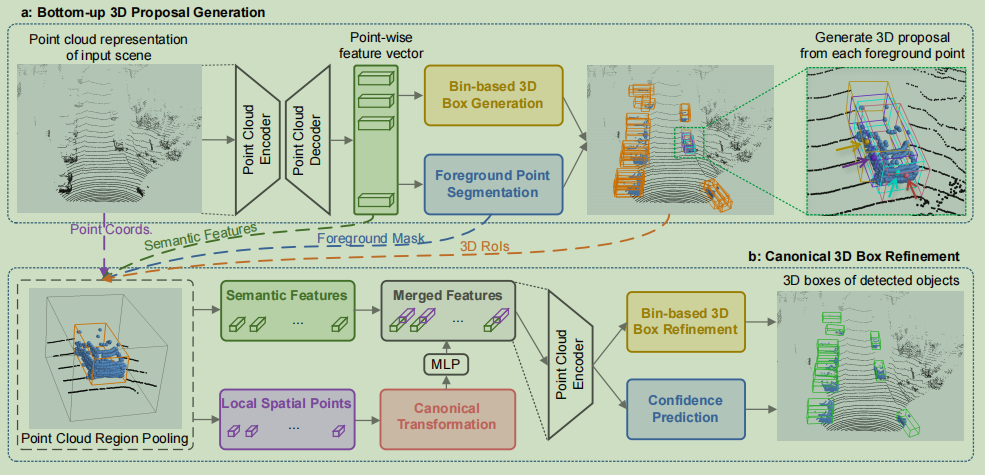 a: Bottom-up 3D Proposal Generation
Point cloud representation
of input scene
Point-wise
feature vector
Generate 3D proposal
from each foreground point
Point Cloud
Encoder
Point Cloud
Decoder
Bin-based 3D
Box Generation
Foreground Point
Segmentation
Point Coords.
Semantic Features
Foreground Mask
3D RoIs
b: Canonical 3D Box Refinement
Semantic Features
...
Merged Features
...
MLP
Local Spatial Points
...
Canonical
Transformation
Point Cloud Region Pooling
Point Cloud
Encoder
Bin-based 3D
Box Refinement
Confidence
Prediction
3D boxes of detected objects